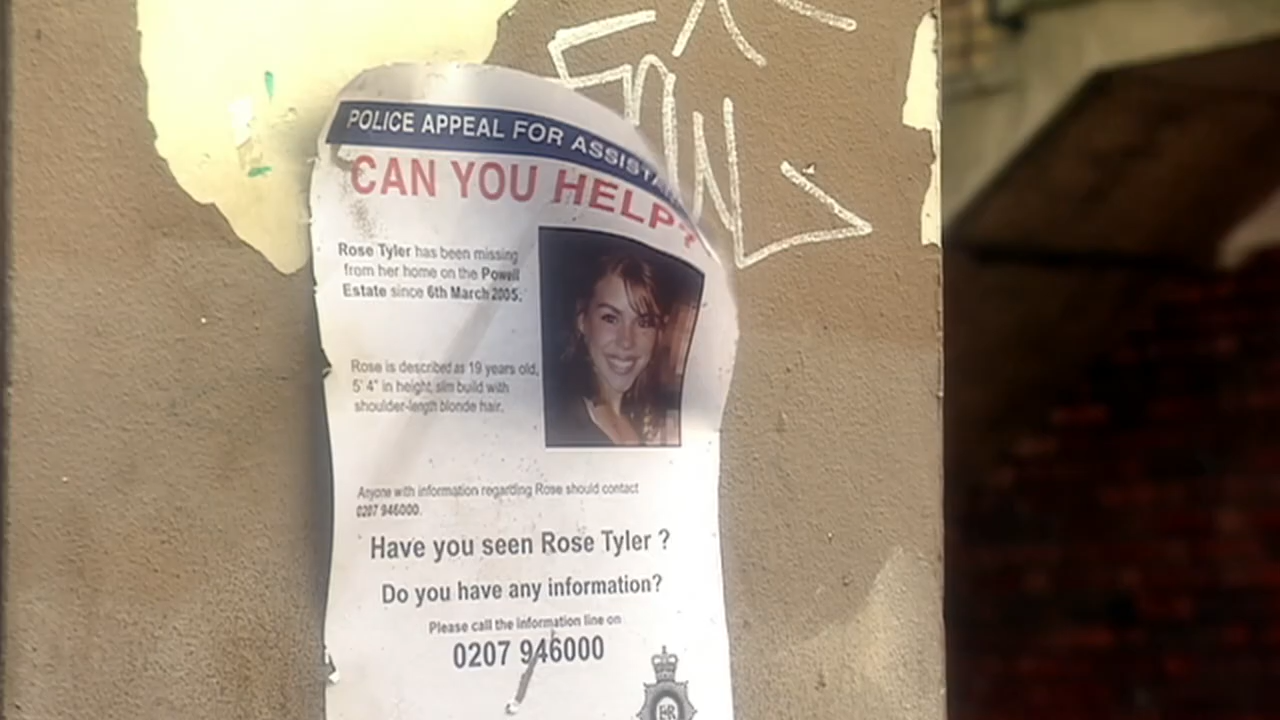 POLICE APPEAL FOR ASSISTA
CAN YOU HELP?
Rose Tyler has been missing
from her home on the Powell
Estate since 6th March 2005.
Rose is described as 19 years old,
5' 4" in height, slim build with
shoulder-length blonde hair.
Anyone with information regarding Rose should contact
0207 946000.
Have you seen Rose Tyler ?
Do you have any information?
Please call the information line on
0207 946000
ER